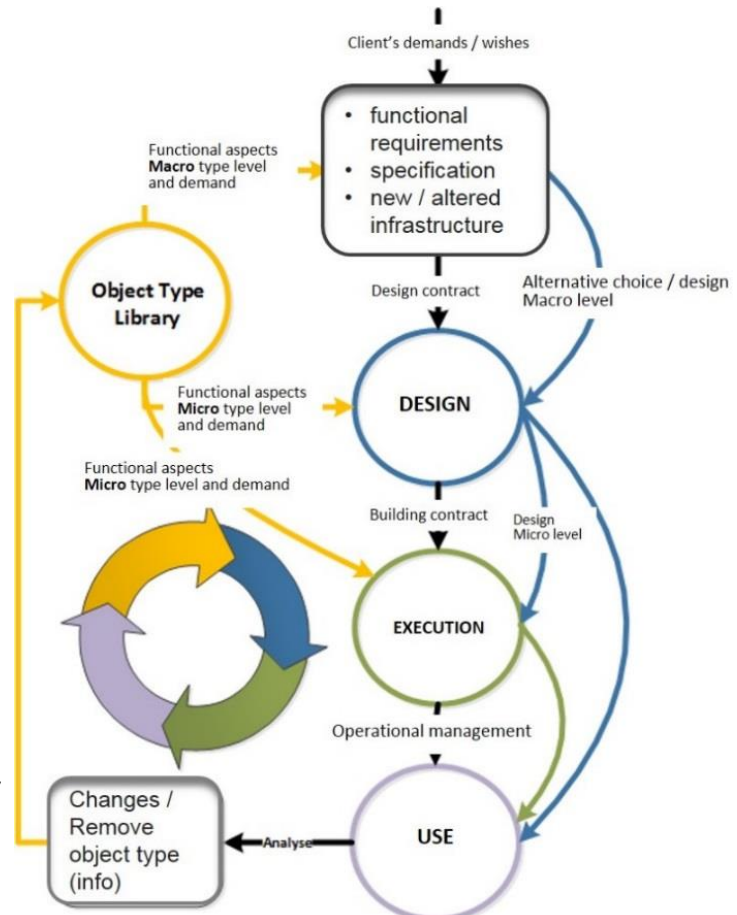 Client's demands / wishes
• functional
requirements
• specification
• new / altered
infrastructure
Functional aspects
Macro type level
and demand
Object Type
Library
Design contract
Alternative choice / design
Macro level
Functional aspects
Micro type level
and demand
DESIGN
Functional aspects
Micro type level and demand
Building contract
Design
Micro level
EXECUTION
Operational management
Changes /
Remove
object type
(info)
Analyse
USE